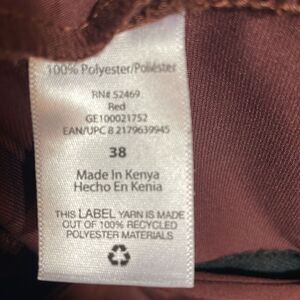 100% Polyester/Poliéster
RN# 52469
Red
GE100021752
EAN/UPC 8 2179639945
38
Made In Kenya
Hecho En Kenia
THIS LABEL YARN IS MADE
OUT OF 100% RECYCLED
POLYESTER MATERIALS